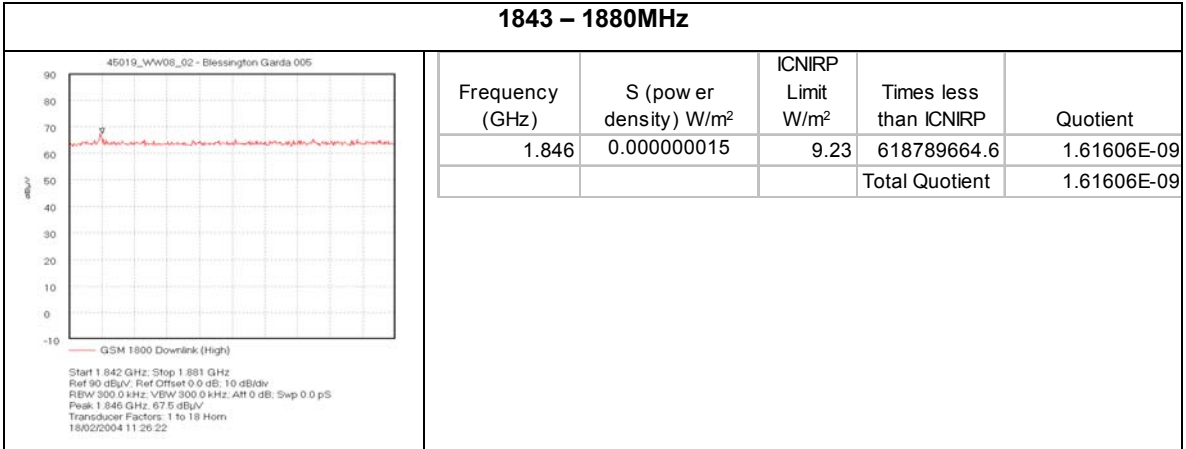 1843 – 1880MHz
45019_WW08_02 - Blessington Garda 005
90
80
70
60
50
40
30
20
10
0
-10
dBµV
GSM 1800 Downlink (High)
Start 1.842 GHz; Stop 1.881 GHz
Ref 90 dBµV; Ref Offset 0.0 dB; 10 dB/div
RBW 300.0 kHz; VBW 300.0 kHz; Att 0 dB; Swp 0.0 pS
Peak 1.846 GHz, 67.5 dBµV
Transducer Factors: 1 to 18 Horn
18/02/2004 11:26:22
Frequency (GHz) S (pow er density) W/m² ICNIRP Limit W/m² Times less than ICNIRP Quotient
1.846 0.000000015 9.23 618789664.6 1.61606E-09
Total Quotient 1.61606E-09